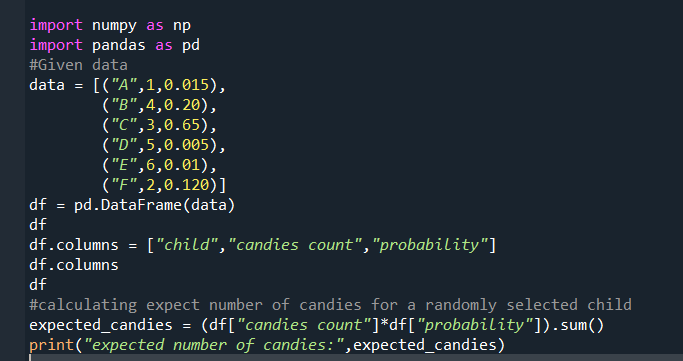 import numpy as np
import pandas as pd
#Given data
data = [("A",1,0.015),
("B",4,0.20),
("C",3,0.65),
("D",5,0.005),
("E",6,0.01),
("F",2,0.120)]
df = pd.DataFrame(data)
df
df.columns = ["child","candies count","probability"]
df.columns
df
#calculating expect number of candies for a randomly selected child
expected_candies = (df["candies count"]*df["probability"]).sum()
print("expected number of candies:",expected_candies)